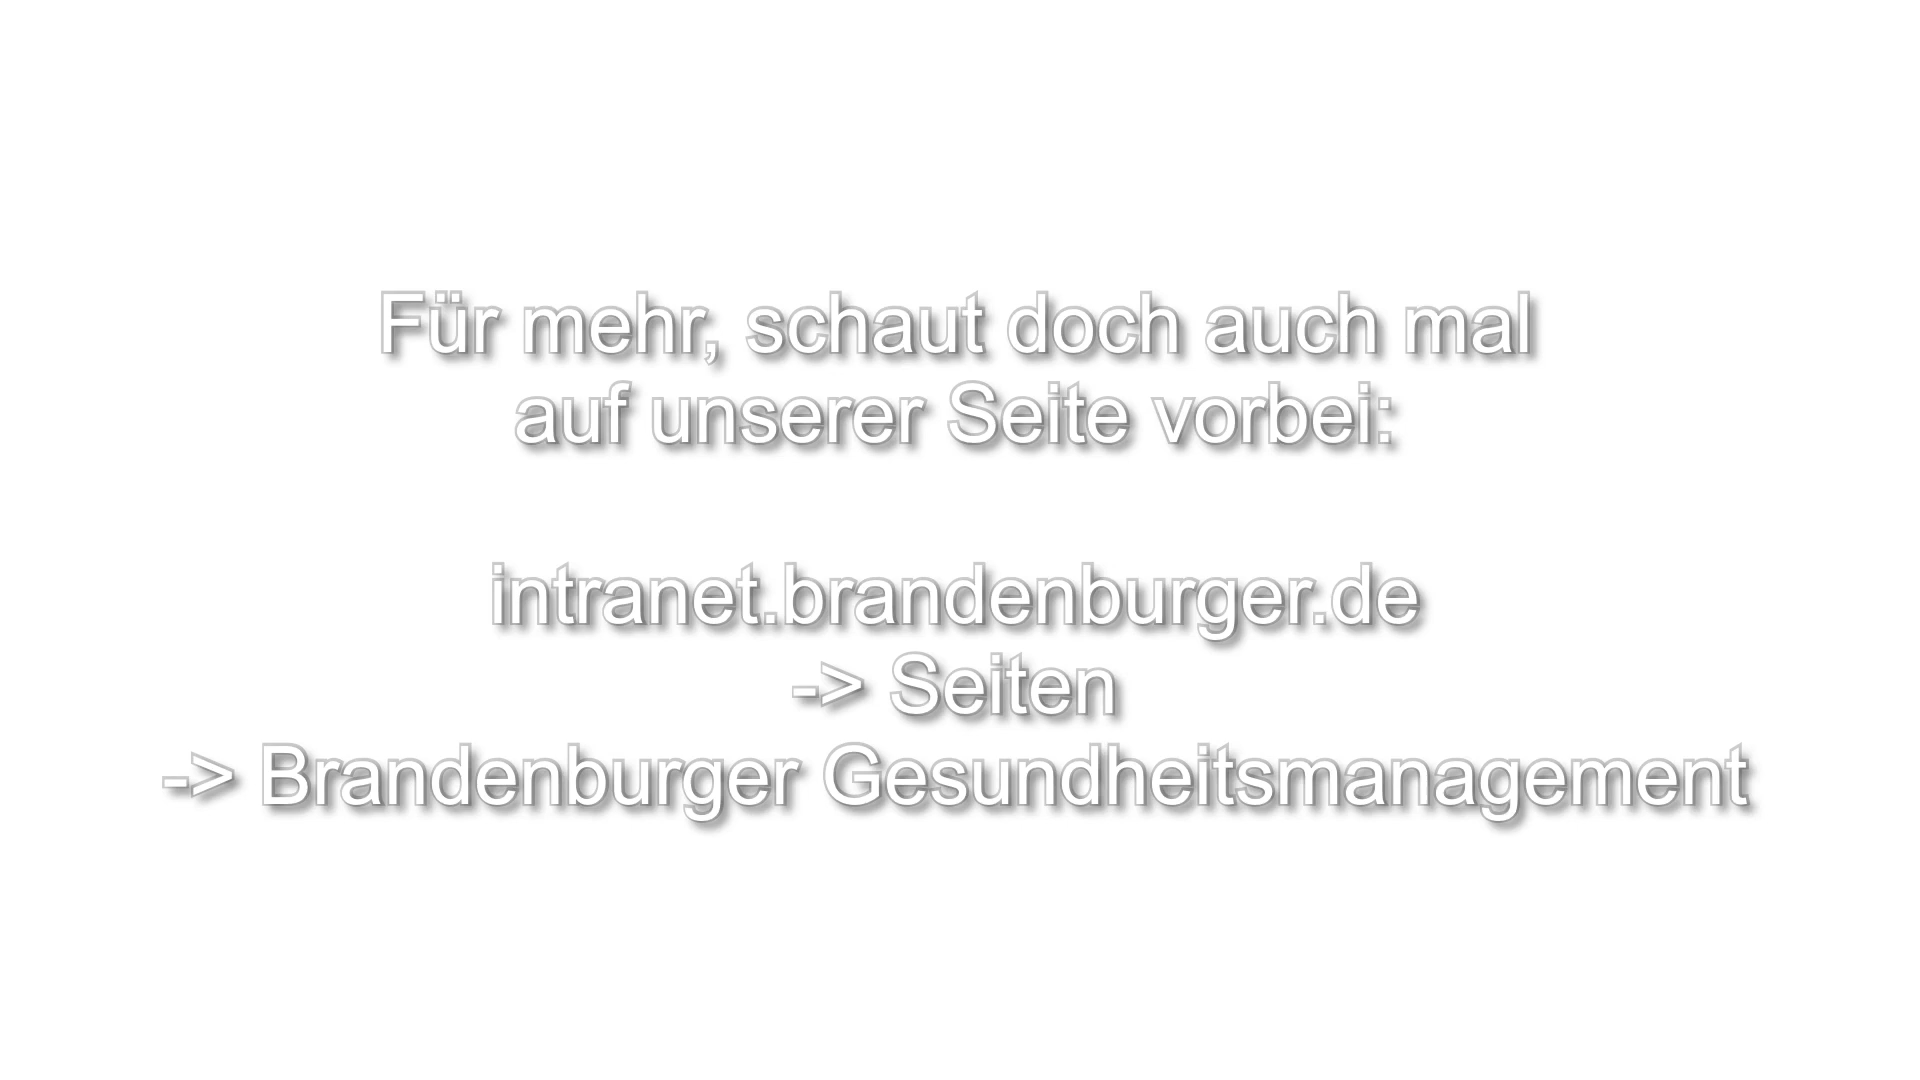 Für mehr, schaut doch auch mal
auf unserer Seite vorbei:
intranet.brandenburger.de
-> Seiten
-> Brandenburger Gesundheitsmanagement